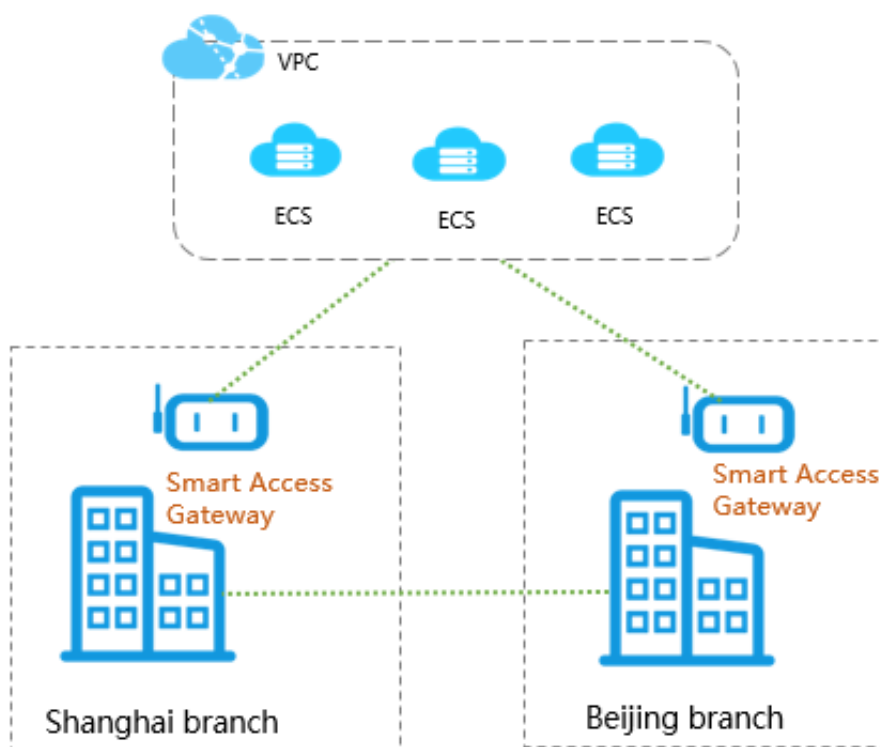 VPC
ECS
ECS
ECS
Smart Access
Gateway
Smart Access
Gateway
Shanghai branch
Beijing branch